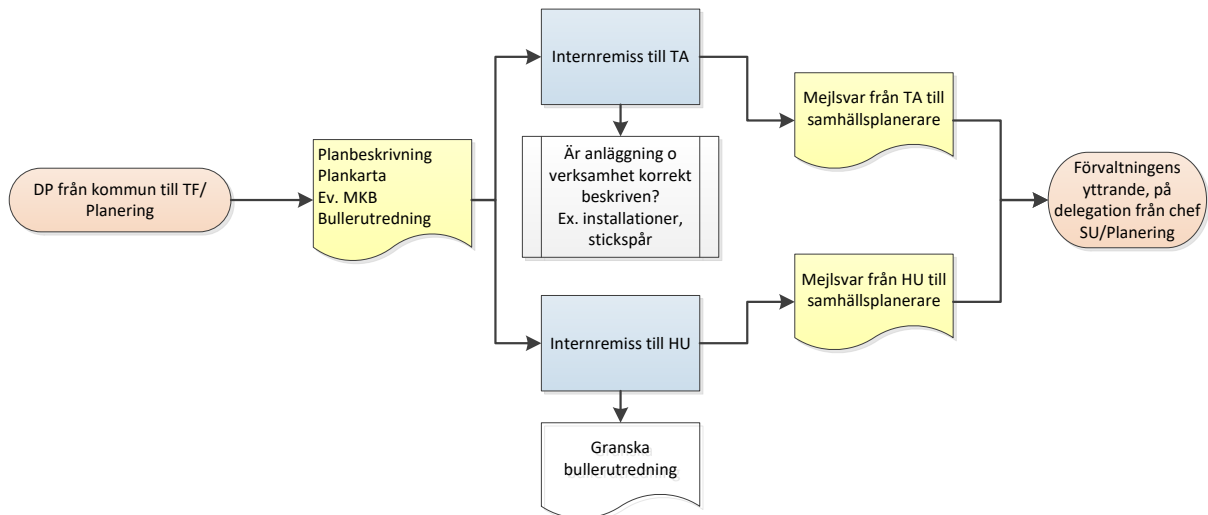 DP från kommun till TF/
Planering
Planbeskrivning
Plankarta
Ev. MKB
Bullerutredning
Internremiss till TA
Är anläggning o
verksamhet korrekt
beskriven?
Ex. installationer,
stickspår
Internremiss till HU
Granska
bullerutredning
Mejlsvar från TA till
samhällsplanerare
Mejlsvar från HU till
samhällsplanerare
Förvaltningens
yttrande, på
delegation från chef
SU/Planering